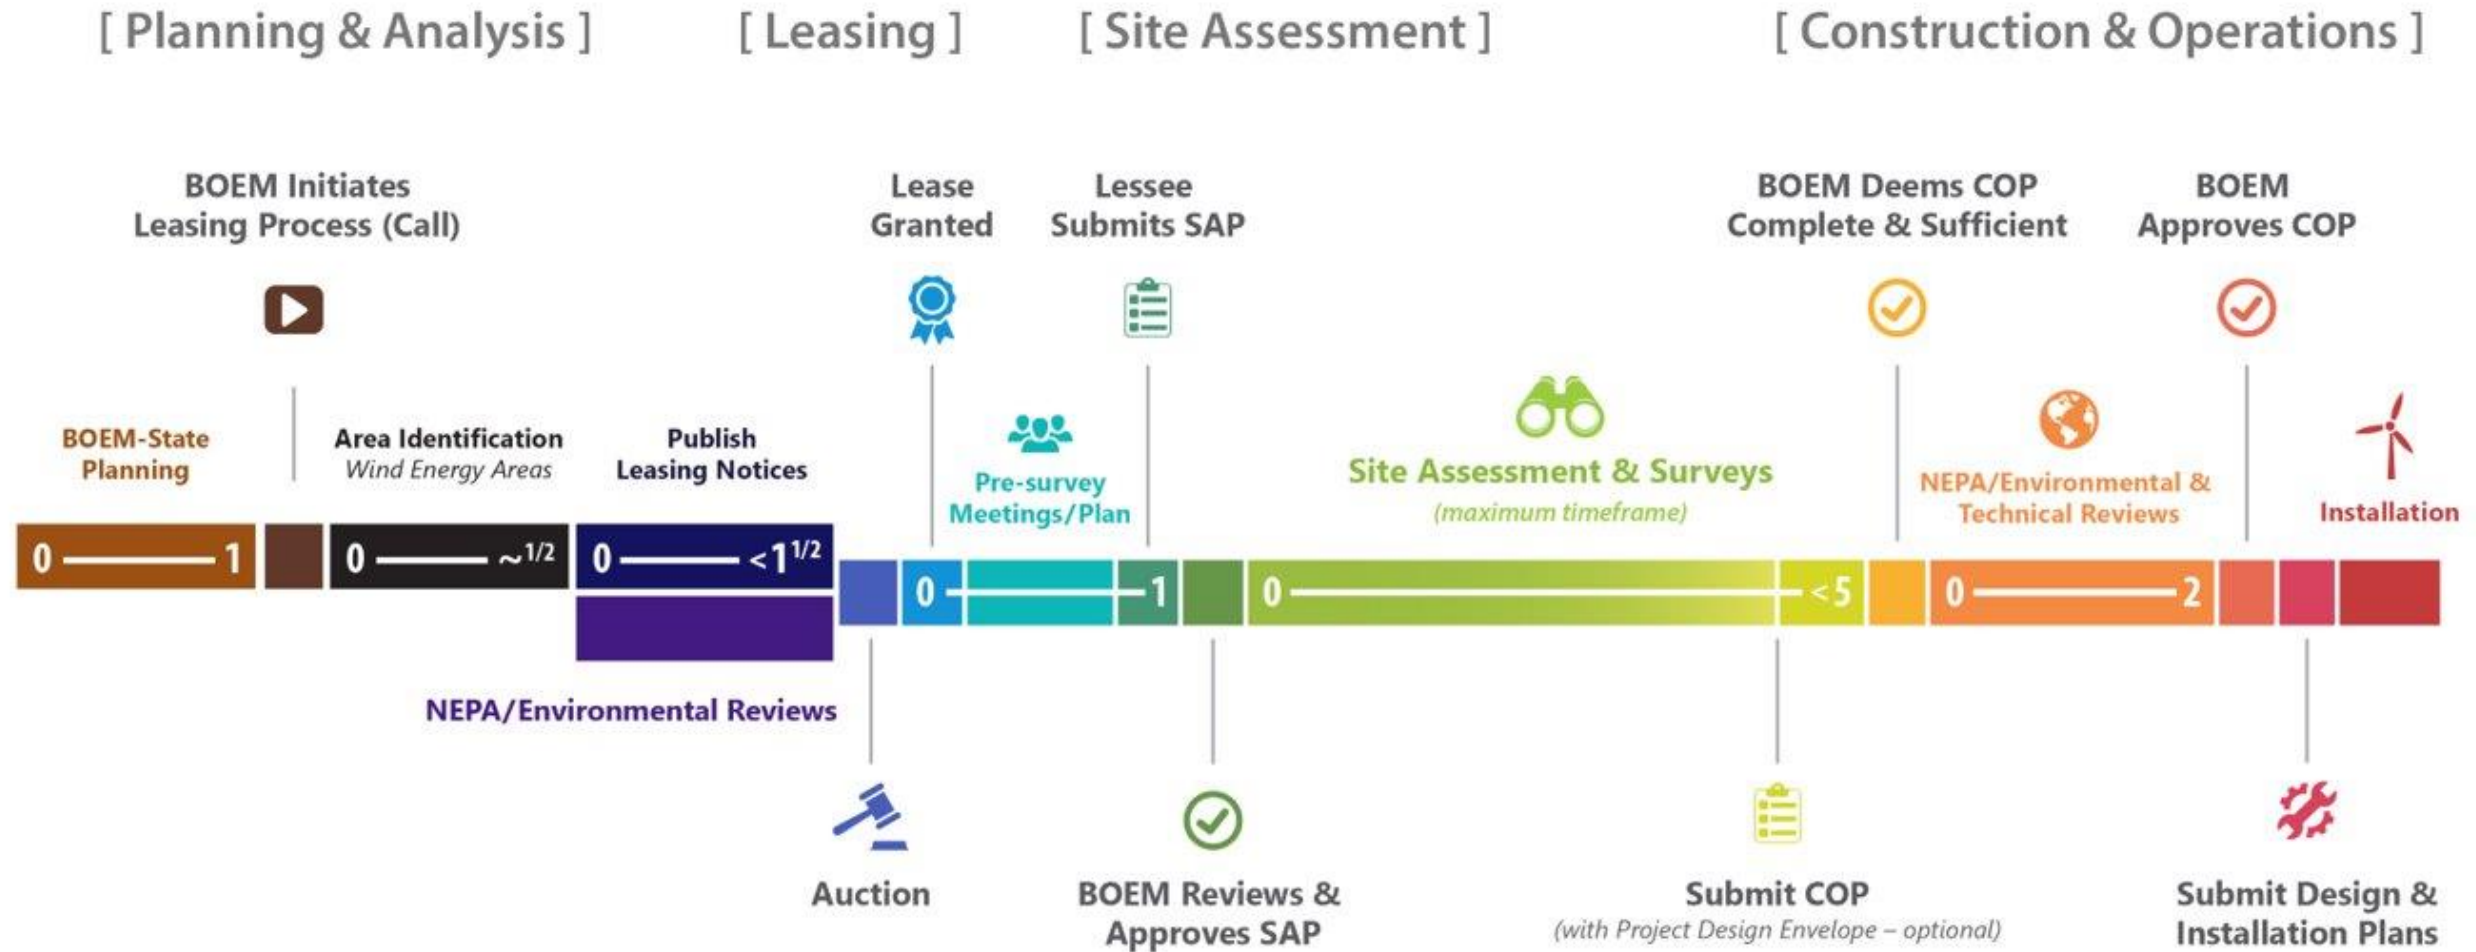 [ Planning & Analysis ]
[ Leasing ]
[ Site Assessment ]
[ Construction & Operations ]
BOEM Initiates
Leasing Process (Call)
Lease
Granted
Lessee
Submits SAP
BOEM Deems COP
Complete & Sufficient
BOEM
Approves COP
BOEM-State
Planning
Area Identification
Wind Energy Areas
Publish
Leasing Notices
Pre-survey
Meetings/Plan
Site Assessment & Surveys
(maximum timeframe)
NEPA/Environmental &
Technical Reviews
Installation
0 1
0 ~1/2
0 <1 1/2
0 1
0 <5
0 2
NEPA/Environmental Reviews
Auction
BOEM Reviews &
Approves SAP
Submit COP
(with Project Design Envelope – optional)
Submit Design &
Installation Plans